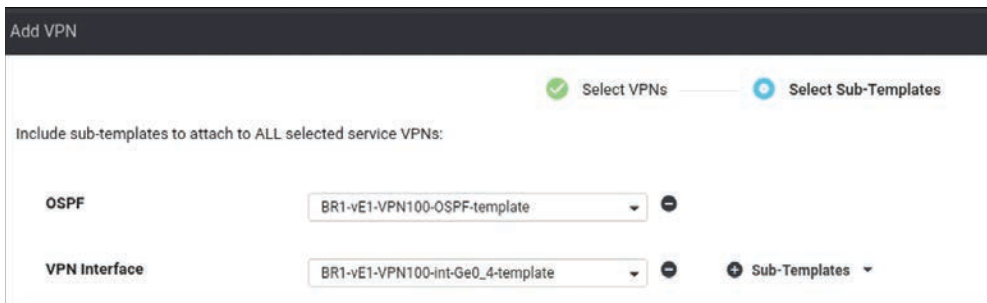 Add VPN
Select VPNs
Select Sub-Templates
Include sub-templates to attach to ALL selected service VPNs:
OSPF
BR1-vE1-VPN100-OSPF-template
VPN Interface
BR1-vE1-VPN100-int-Ge0_4-template
Sub-Templates